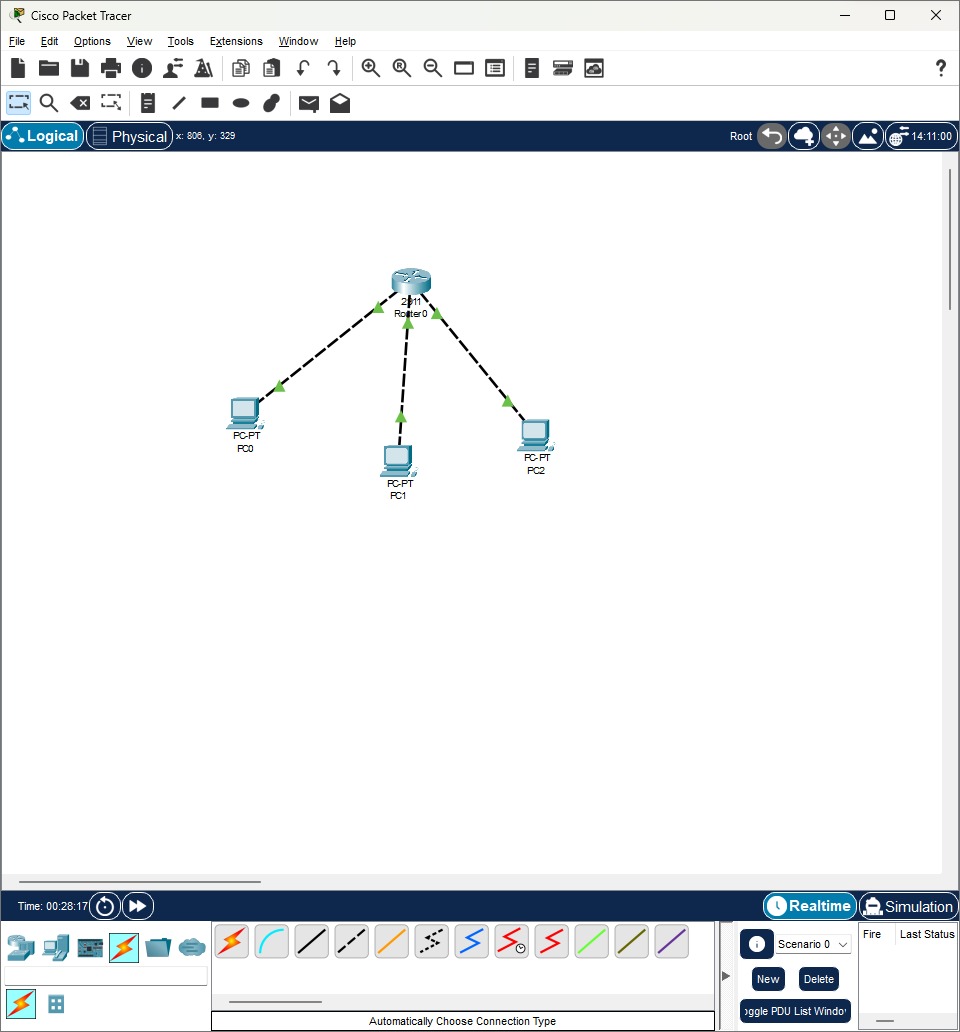 Cisco Packet Tracer
File Edit Options View Tools Extensions Window Help
R
?
Logical Physical x: 806, y: 329 Root 14:11:00
2911
Router0
PC-PT
PC0
PC-PT
PC1
PC-PT
PC2
Time: 00:28:17 Realtime Simulation
Scenario 0 Fire Last Status
New Delete
oggle PDU List Windo
Automatically Choose Connection Type